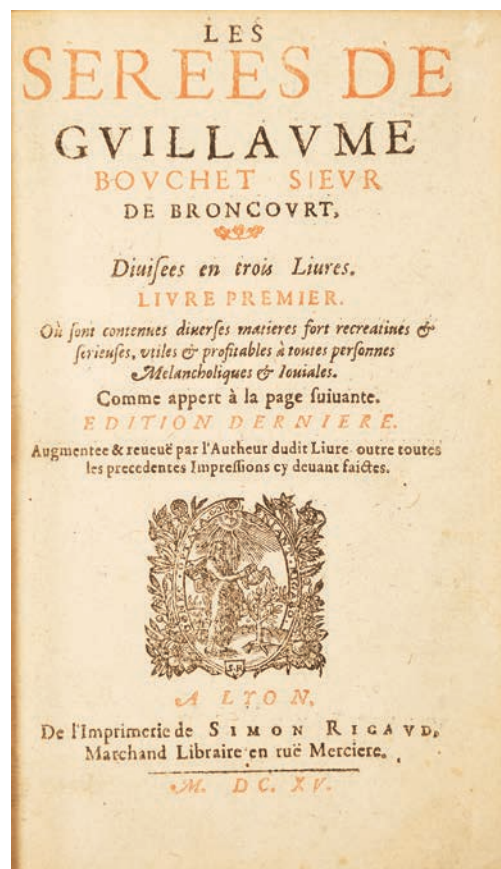 LES
SEREES DE
GVILLAVME
BOVCHET SIEVR
DE BRONCOVRT,
Diuisees en trois Liures.
LIVRE PREMIER.
Où sont contenues diuerses matieres fort recreatiues &
serieuses, vtiles & profitables à toutes personnes
Melancholiques & Iouiales.
Comme appert à la page suiuante.
EDITION DERNIERE.
Augmentee & reueuë par l'Autheur dudit Liure outre toutes
les precedentes Impressions cy deuant faictes.
S·R
A LYON,
De l'Imprimerie de SIMON RIGAVD,
Marchand Libraire en ruë Merciere.
M. DC. XV.